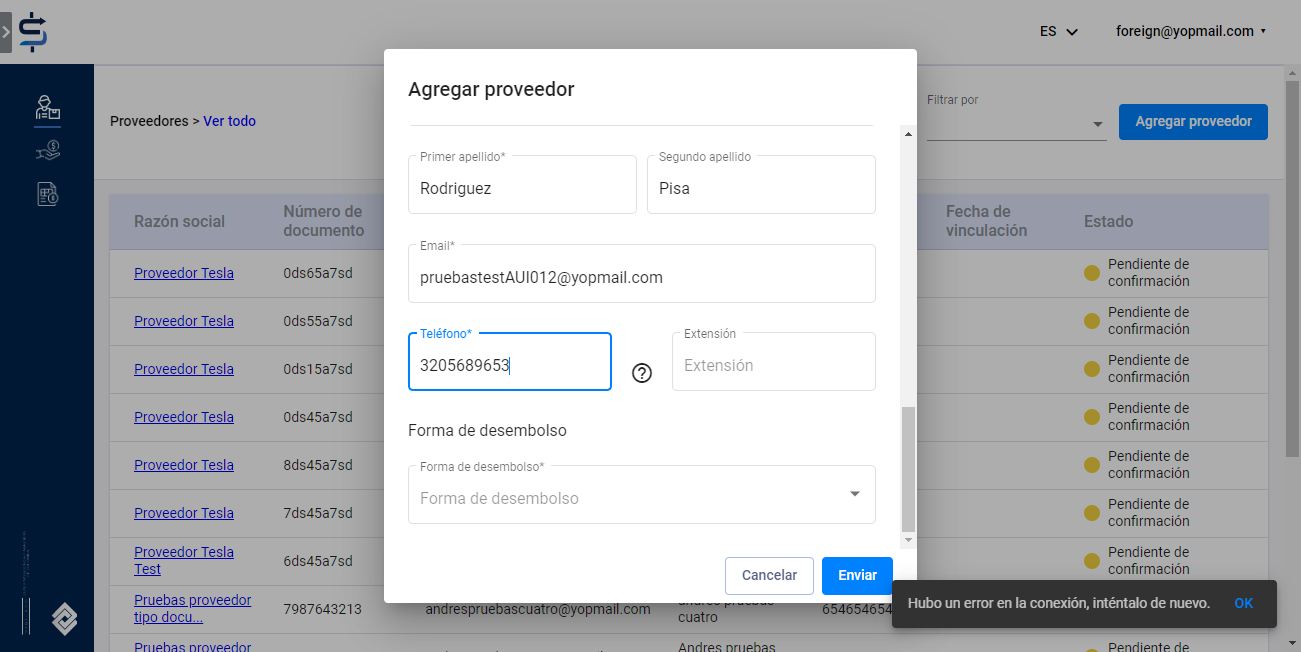 ES
foreign@yopmail.com
Agregar proveedor
Proveedores > Ver todo
Filtrar por
Agregar proveedor
Primer apellido*
Rodriguez
Segundo apellido
Pisa
Email*
pruebastestAUI012@yopmail.com
Teléfono*
3205689653
Extensión
Extensión
Forma de desembolso
Forma de desembolso*
Forma de desembolso
Cancelar
Enviar
Razón social
Número de
documento
Fecha de
vinculación
Estado
Proveedor Tesla
0ds65a7sd
Pendiente de
confirmación
Proveedor Tesla
0ds55a7sd
Pendiente de
confirmación
Proveedor Tesla
0ds15a7sd
Pendiente de
confirmación
Proveedor Tesla
0ds45a7sd
Pendiente de
confirmación
Proveedor Tesla
8ds45a7sd
Pendiente de
confirmación
Proveedor Tesla
7ds45a7sd
Pendiente de
confirmación
Proveedor Tesla
Test
6ds45a7sd
Pendiente de
confirmación
Pruebas proveedor
tipo docu...
7987643213
andrespruebascuatro@yopmail.com
andres pruebas
cuatro
654654654
Hubo un error en la conexión, inténtalo de nuevo.
OK
Pruebas proveedor
Andres pruebas
Pendiente de